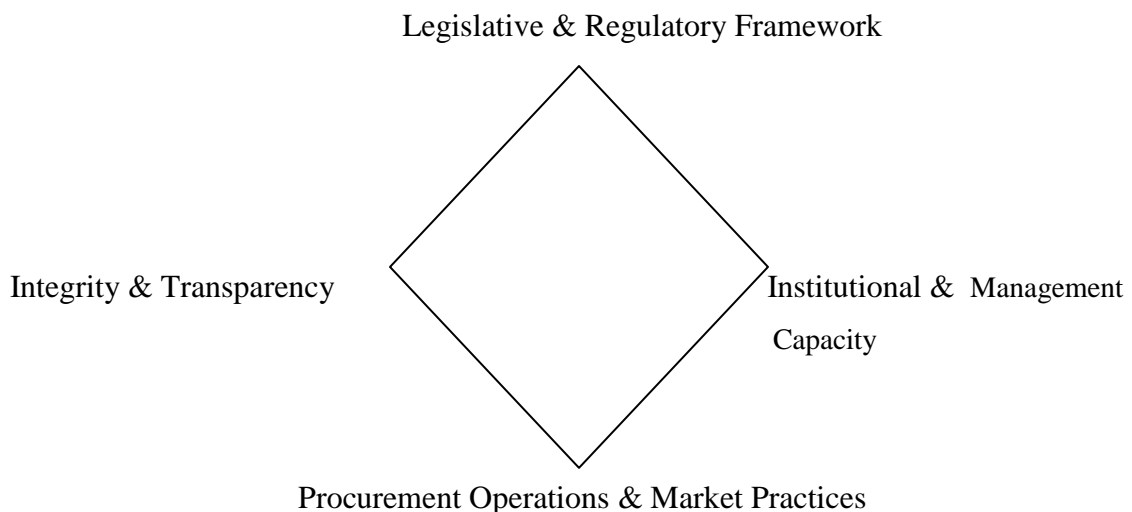 Legislative & Regulatory Framework
Integrity & Transparency
Institutional & Management
Capacity
Procurement Operations & Market Practices